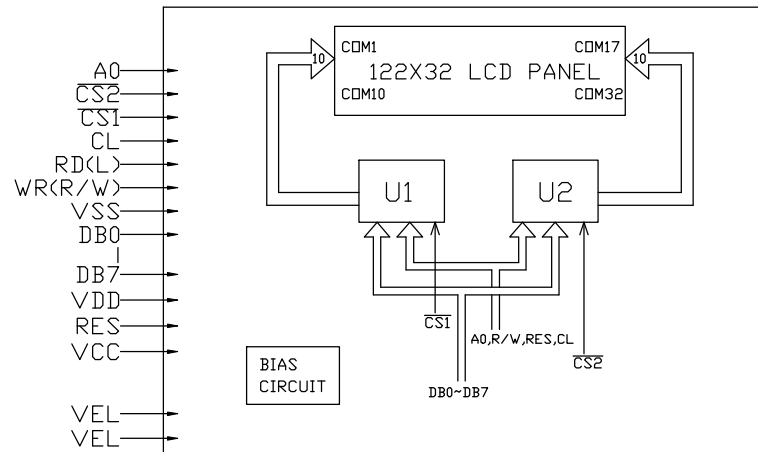 A0
CS2
CS1
CL
RD(L)
WR(R/W)
VSS
DB0
|
DB7
VDD
RES
VCC
VEL
VEL
COM1
COM17
10
10
122X32 LCD PANEL
COM10
COM32
U1
U2
CS1
A0,R/W,RES,CL
CS2
DB0~DB7
BIAS
CIRCUIT